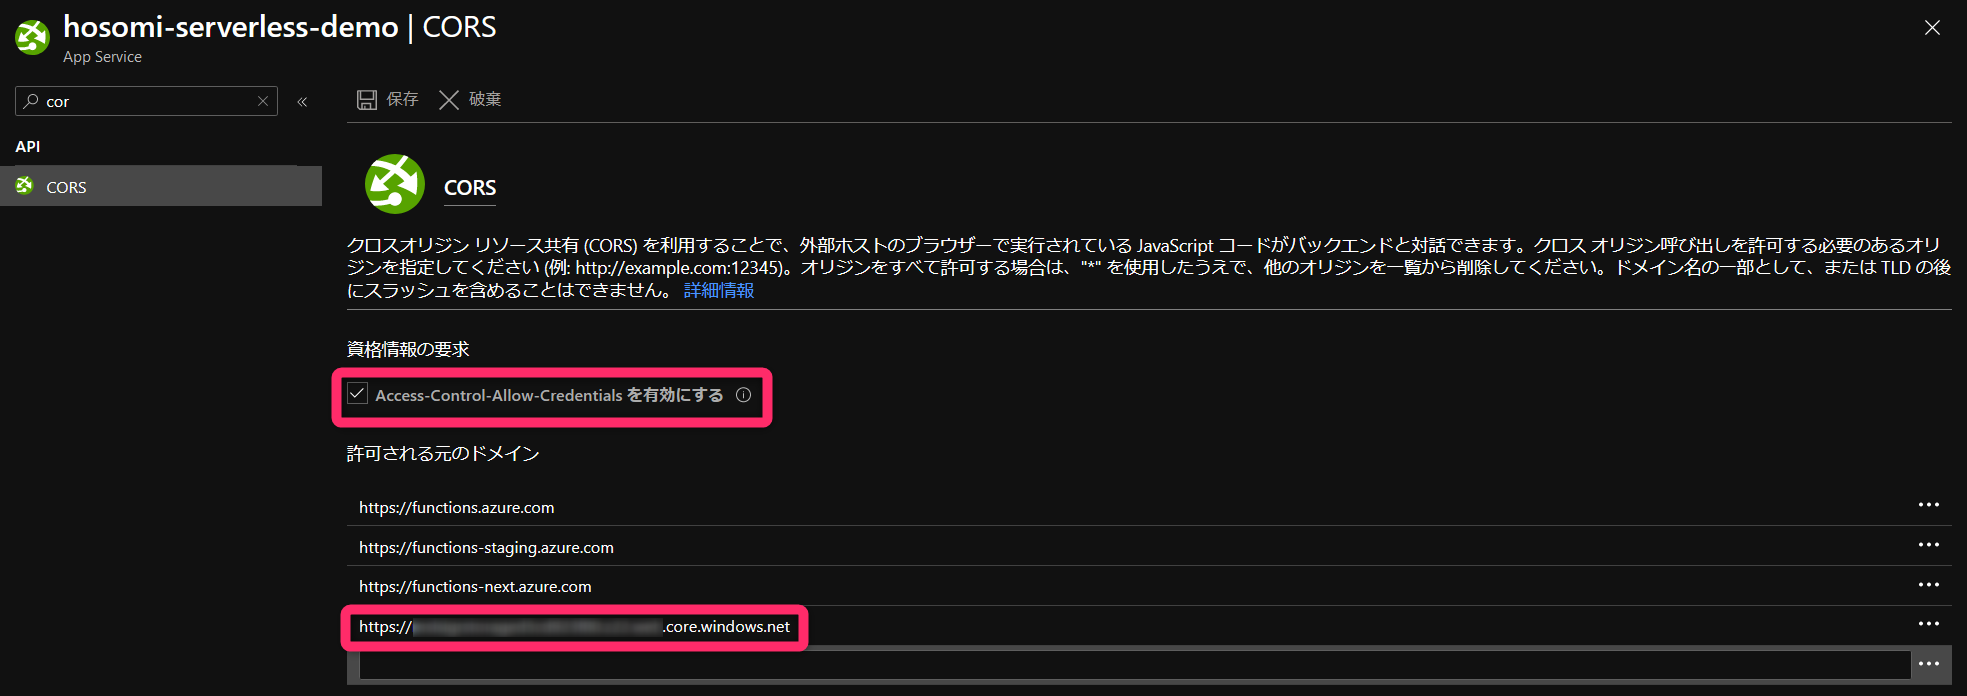 hosomi-serverless-demo | CORS
App Service
cor
保存
破棄
API
CORS
CORS
クロスオリジン リソース共有 (CORS) を利用することで、外部ホストのブラウザーで実行されている JavaScript コードがバックエンドと対話できます。クロス オリジン呼び出しを許可する必要のあるオリ
ジンを指定してください (例: http://example.com:12345)。オリジンをすべて許可する場合は、"*" を使用したうえで、他のオリジンを一覧から削除してください。ドメイン名の一部として、または TLD の後
にスラッシュを含めることはできません。 詳細情報
資格情報の要求
Access-Control-Allow-Credentials を有効にする
許可される元のドメイン
https://functions.azure.com
https://functions-staging.azure.com
https://functions-next.azure.com
https:// .core.windows.net